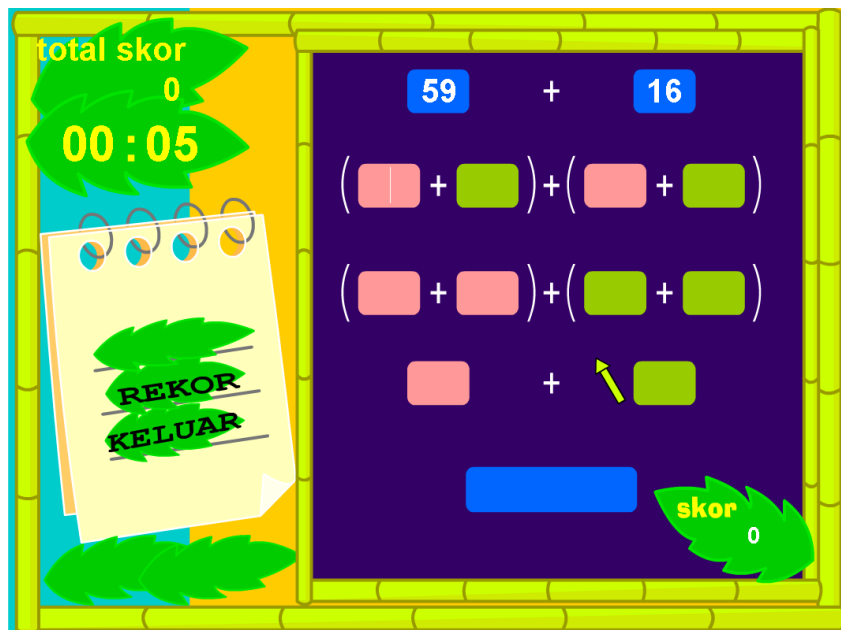 total skor
0
00:05
59 + 16
( + ) + ( + )
( + ) + ( + )
+
REKOR
KELUAR
skor
0